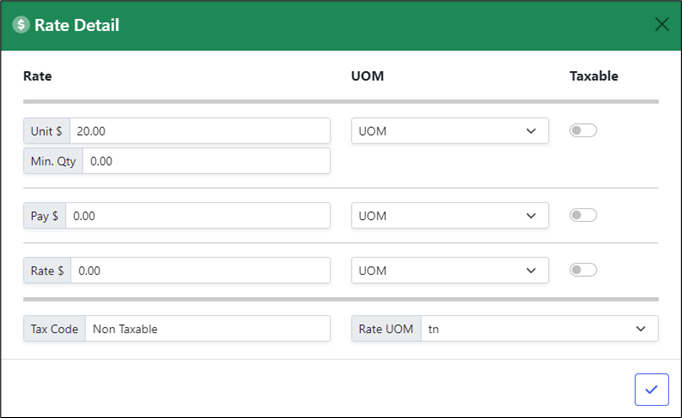 $ Rate Detail
Rate UOM Taxable
Unit $ 20.00 UOM
Min. Qty 0.00
Pay $ 0.00 UOM
Rate $ 0.00 UOM
Tax Code Non Taxable Rate UOM tn